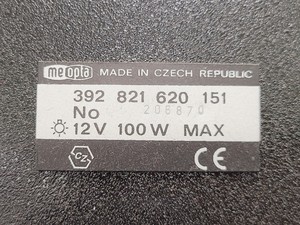 meopta MADE IN CZECH REPUBLIC
392 821 620 151
No 206870
12V 100W MAX
CZ CE